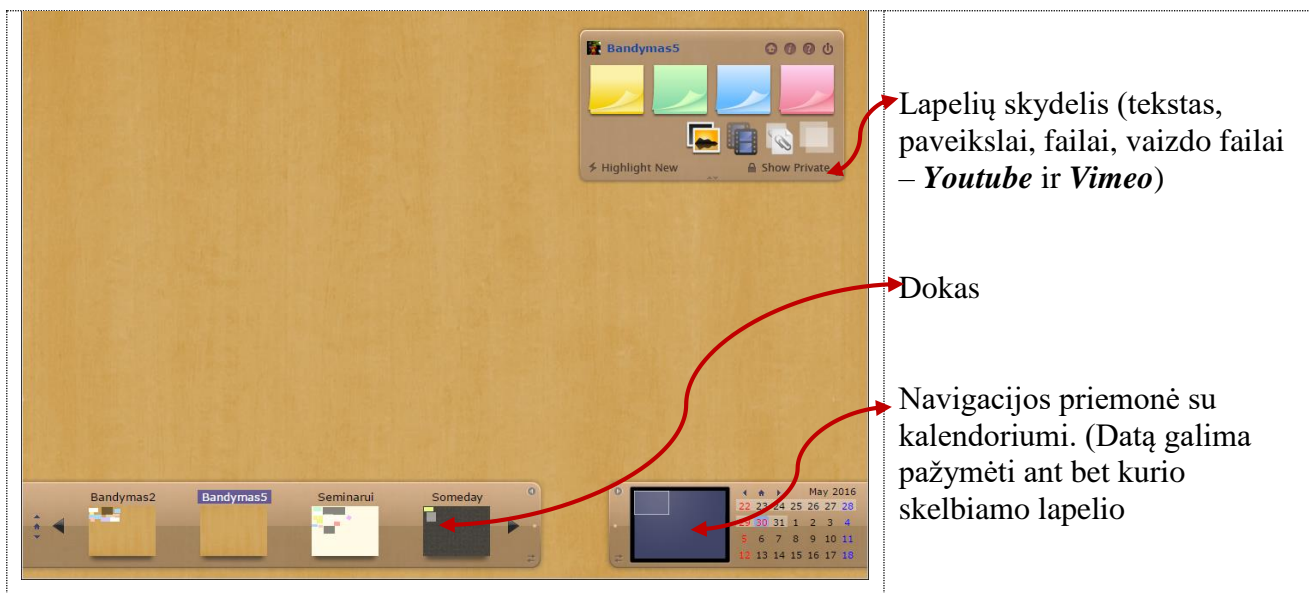 Bandymas5
Highlight New
Show Private
Lapelių skydelis (tekstas,
paveikslai, failai, vaizdo failai
– Youtube ir Vimeo)
Dokas
Navigacijos priemonė su
kalendoriumi. (Datą galima
pažymėti ant bet kurio
skelbiamo lapelio
Bandymas2 Bandymas5 Seminarui Someday
May 2016
22 23 24 25 26 27 28
29 30 31 1 2 3 4
5 6 7 8 9 10 11
12 13 14 15 16 17 18